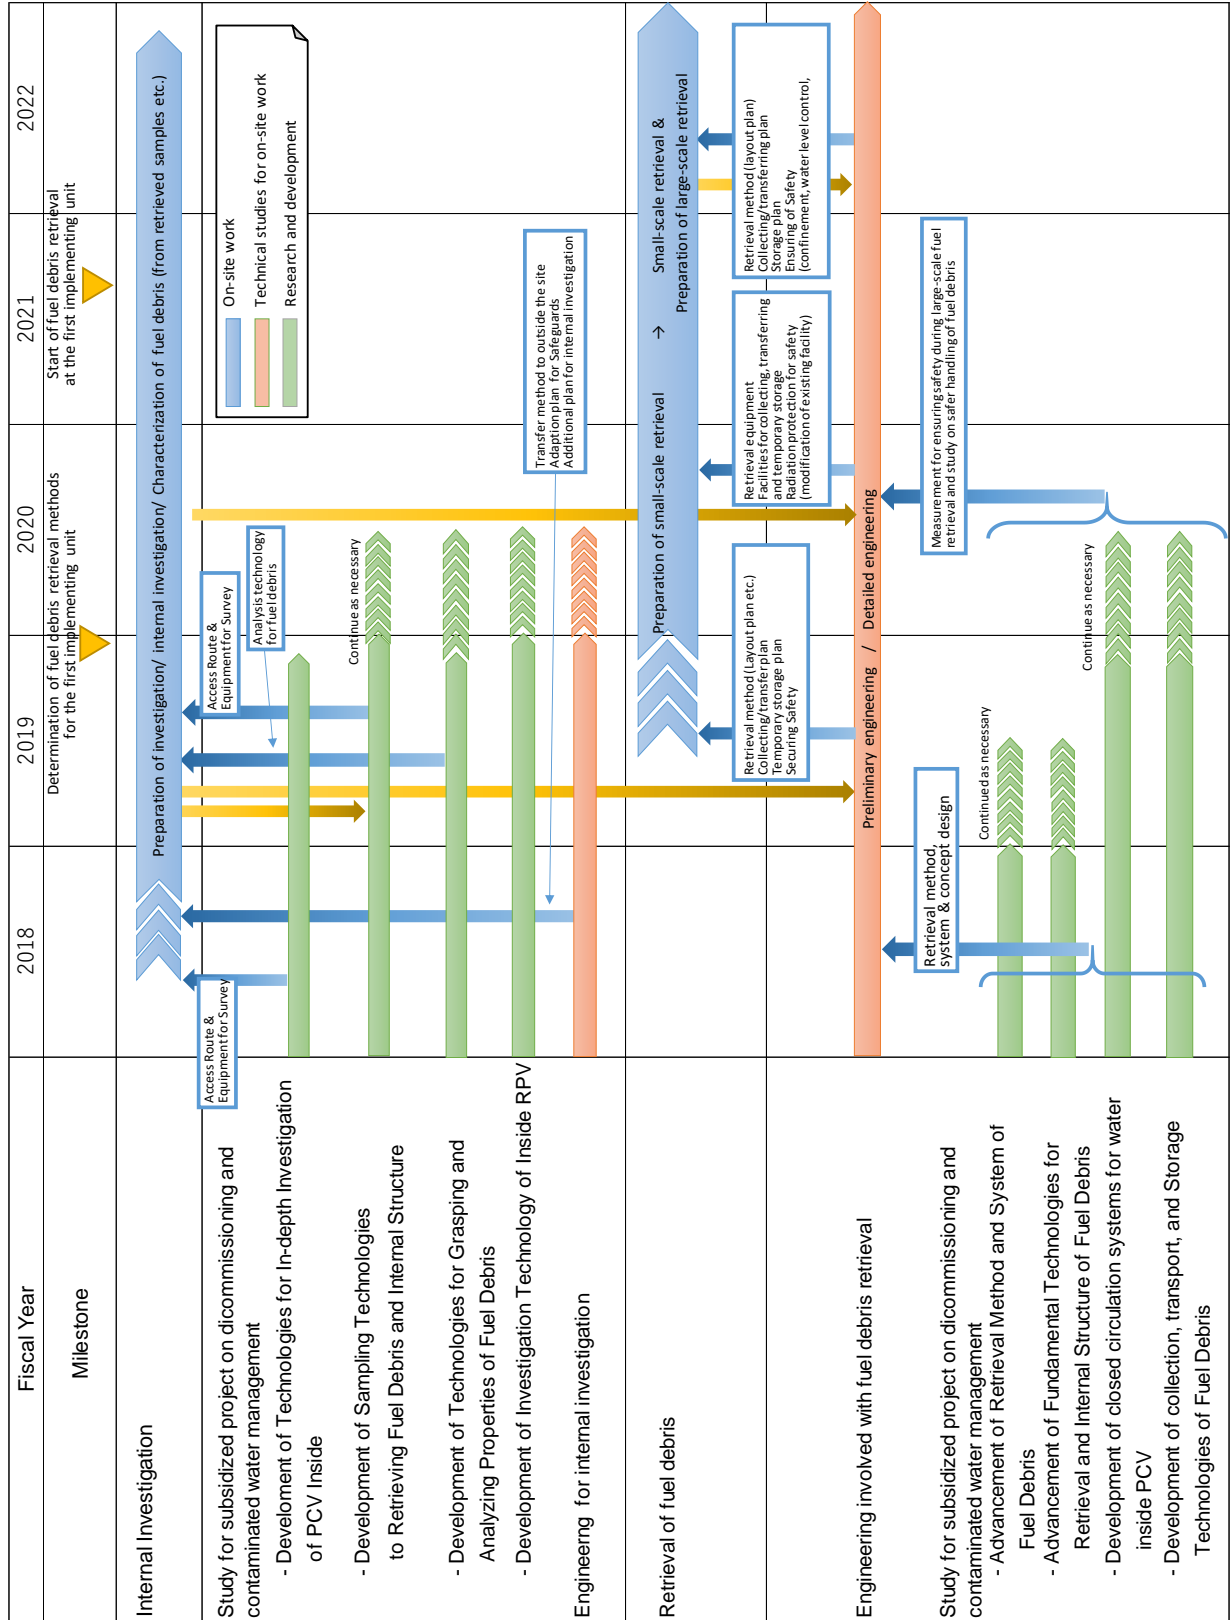 Fiscal Year
2018
2019
2020
2021
2022
Milestone
Determination of fuel debris retrieval methods
for the first implementing unit
Start of fuel debris retrieval
at the first implementing unit
Internal Investigation
Preparation of investigation/ internal investigation/ Characterization of fuel debris (from retrieved samples etc.)
On-site work
Technical studies for on-site work
Research and development
Access Route &
Equipment for Survey
Access Route &
Equipment for Survey
Analysis technology
for fuel debris
Study for subsidized project on dicommissioning and
contaminated water management
- Develoment of Technologies for In-depth Investigation
of PCV Inside
- Development of Sampling Technologies
to Retrieving Fuel Debris and Internal Structure
Continue as necessary
- Development of Technologies for Grasping and
Analyzing Properties of Fuel Debris
- Development of Investigation Technology of Inside RPV
Transfer method to outside the site
Adaption plan for Safeguards
Additional plan for internal investigation
Engineerng for internal investigation
Retrieval of fuel debris
Preparation of small-scale retrieval
→
Small-scale retrieval &
Preparation of large-scale retrieval
Retrieval method (Layout plan etc.)
Collecting/transfer plan
Temporary storage plan
Securing Safety
Retrieval equipment
Facilities for collecting, transferring
and temporary storage
Radiation protection for safety
(modification of existing facility)
Retrieval method (layout plan)
Collecting/transferring plan
Storage plan
Ensuring of Safety
(confinement, water level control,
Engineering involved with fuel debris retrieval
Preliminary engineering / Detailed engineering
Retrieval method,
system & concept design
Measurement for ensuring safety during large-scale fuel
retrieval and study on safer handling of fuel debris
Study for subsidized project on dicommissioning and
contaminated water management
- Advancement of Retrieval Method and System of
Fuel Debris
Continued as necessary
- Advancement of Fundamental Technologies for
Retrieval and Internal Structure of Fuel Debris
- Development of closed circulation systems for water
inside PCV
Continue as necessary
- Development of collection, transport, and Storage
Technologies of Fuel Debris